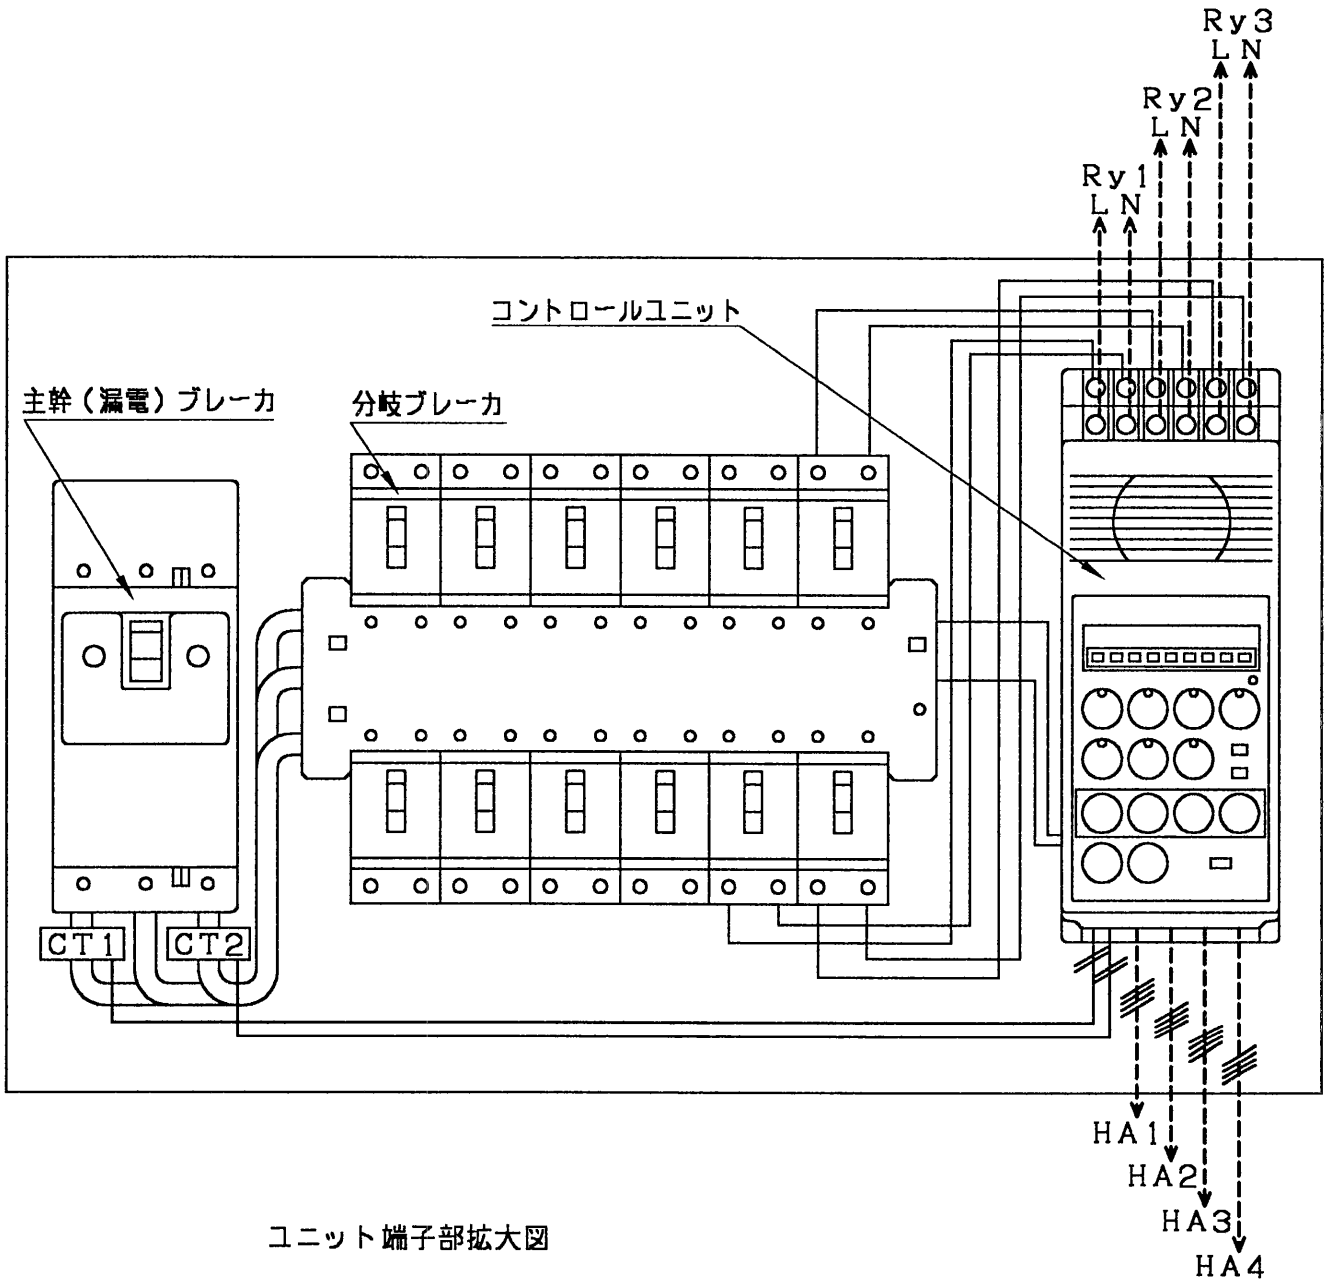 Ry3
L N
Ry2
L N
Ry1
L N
コントロールユニット
主幹(漏電)ブレーカ
分岐ブレーカ
CT1
CT2
HA1
HA2
HA3
HA4
ユニット端子部拡大図